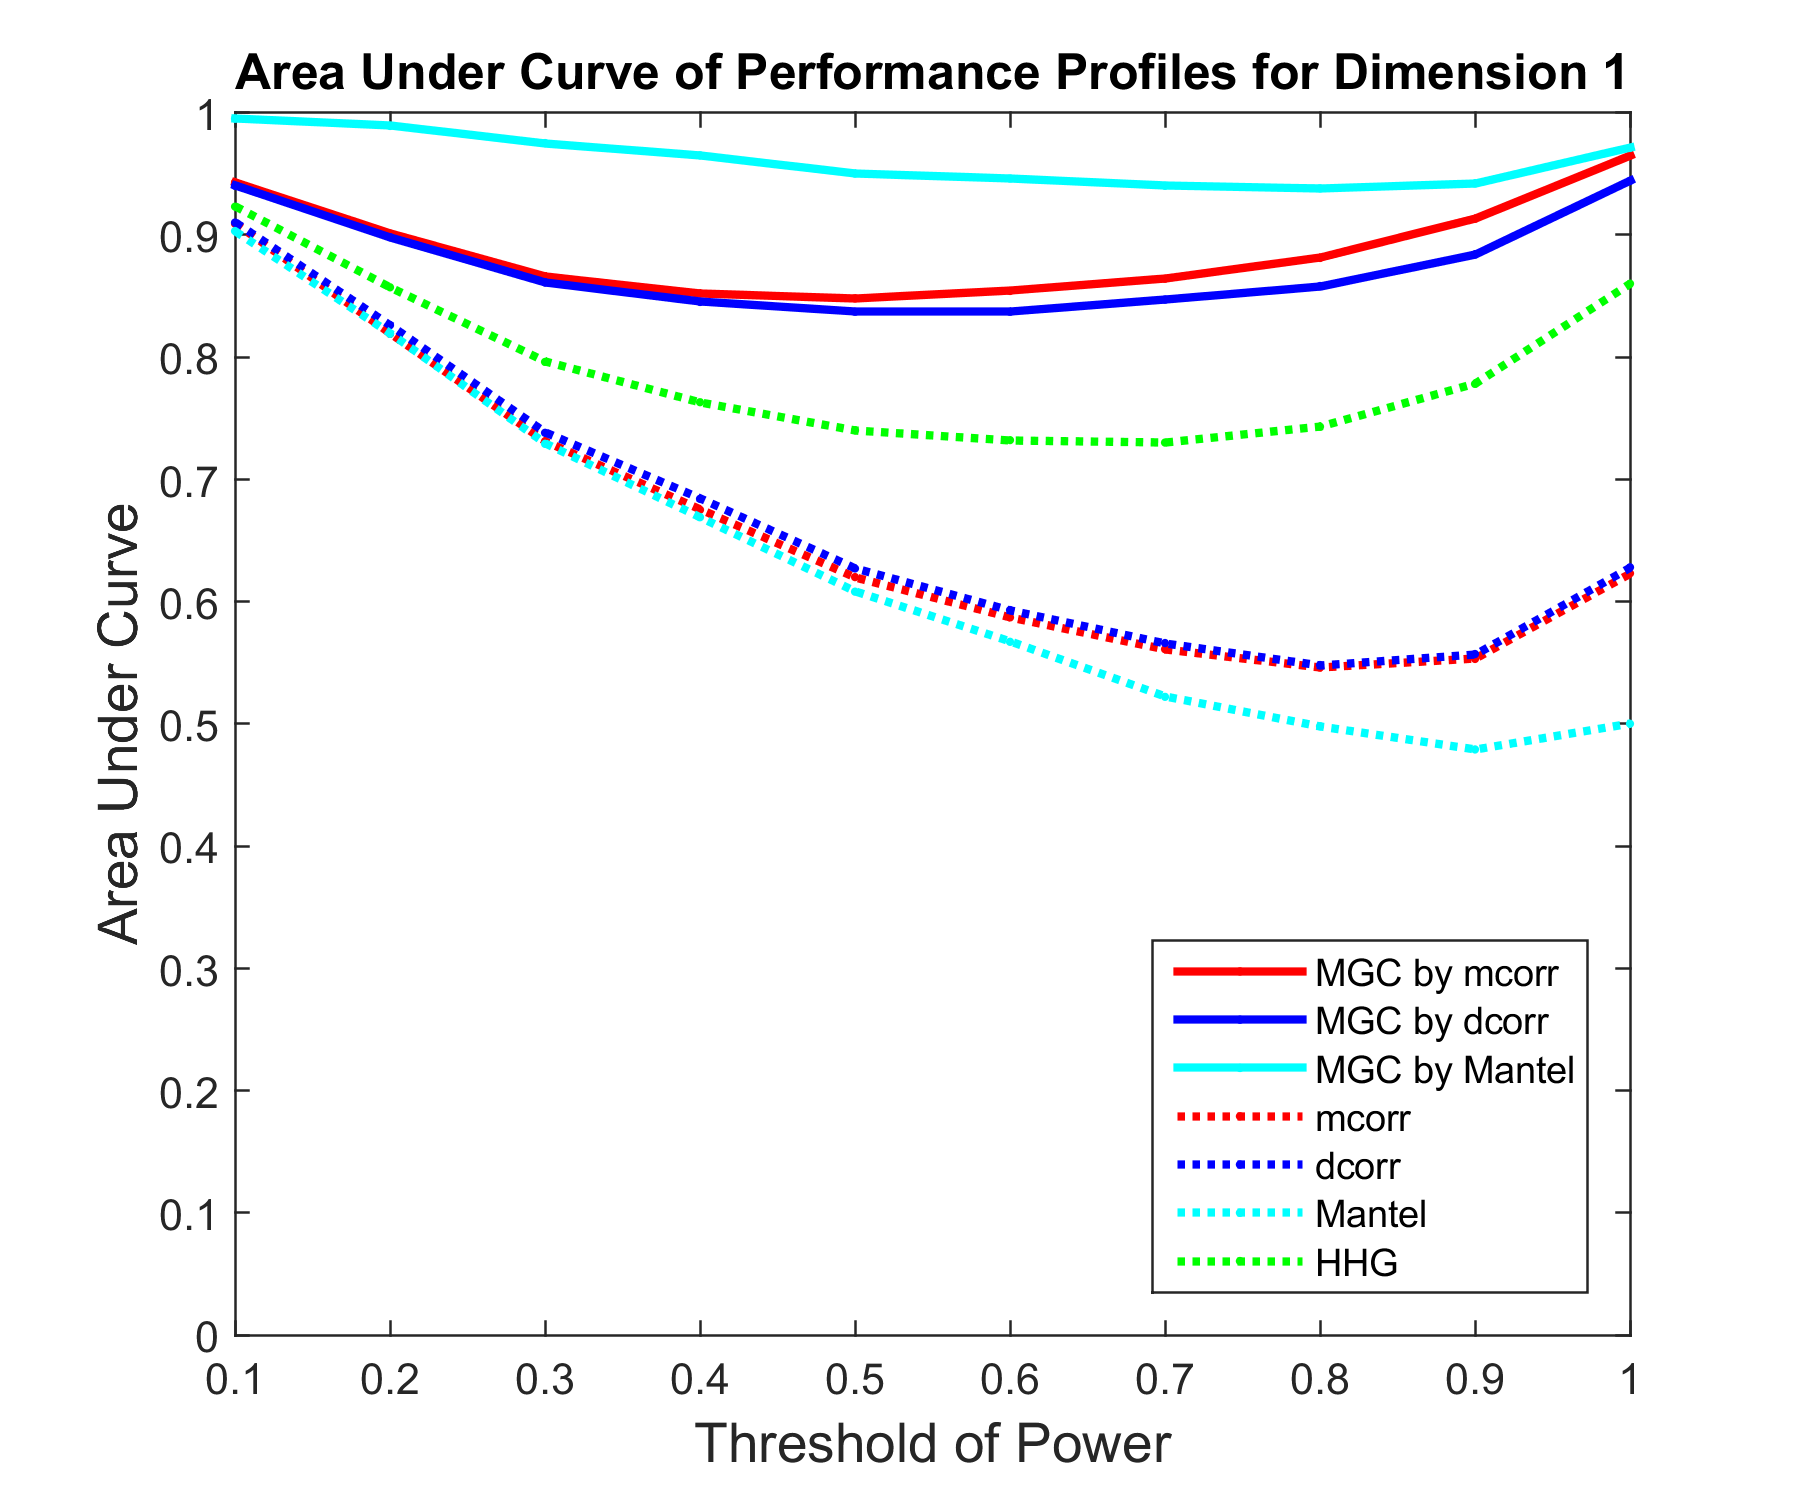 Area Under Curve of Performance Profiles for Dimension 1
1
0.9
0.8
0.7
0.6
0.5
0.4
0.3
0.2
0.1
0
Area Under Curve
MGC by mcorr
MGC by dcorr
MGC by Mantel
mcorr
dcorr
Mantel
HHG
0.1 0.2 0.3 0.4 0.5 0.6 0.7 0.8 0.9 1
Threshold of Power